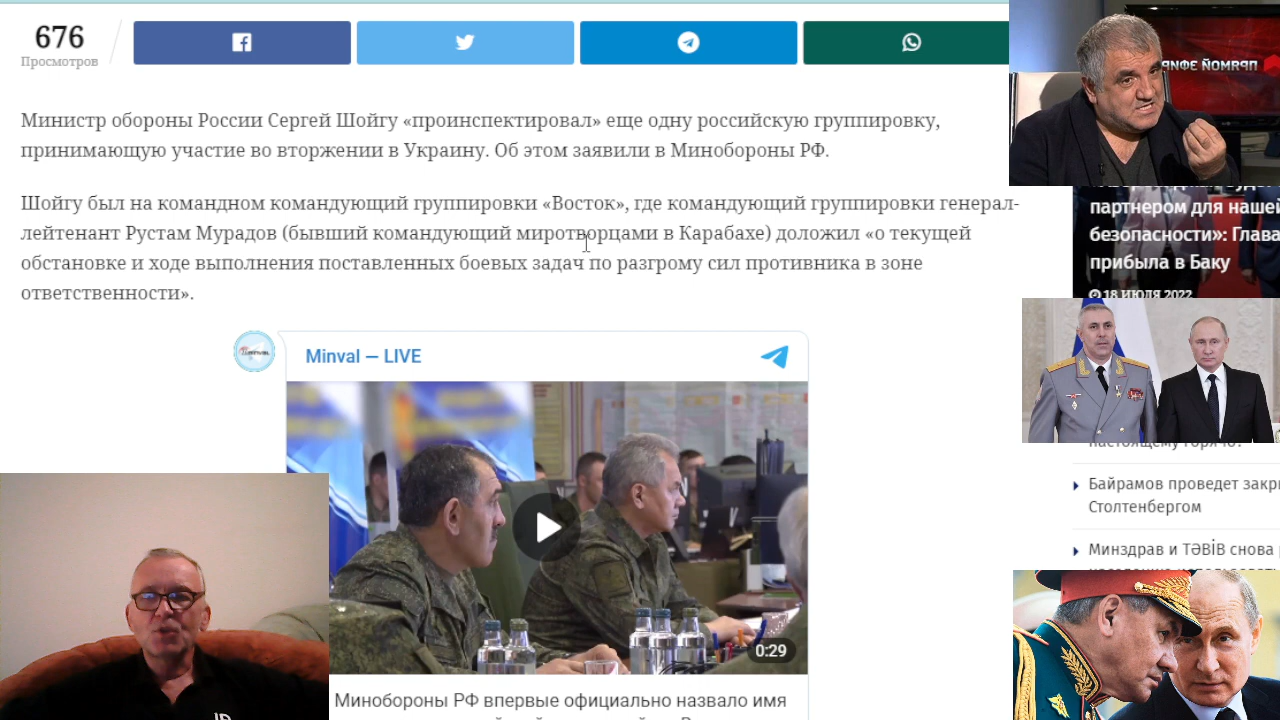 676
Просмотров
Министр обороны России Сергей Шойгу «проинспектировал» еще одну российскую группировку,
принимающую участие во вторжении в Украину. Об этом заявили в Минобороны РФ.
Шойгу был на командном командующий группировки «Восток», где командующий группировки генерал-
лейтенант Рустам Мурадов (бывший командующий миротворцами в Карабахе) доложил «о текущей
обстановке и ходе выполнения поставленных боевых задач по разгрому сил противника в зоне
ответственности».
Minval — LIVE
0:29
Минобороны РФ впервые официально назвало имя
ПРЯМОЙ ЭФИР
партнером для нашей
безопасности»: Глава
прибыла в Баку
18 ИЮЛЯ 2022
Байрамов проведет
Столтенбергом
Минздрав и TƏBİB снова